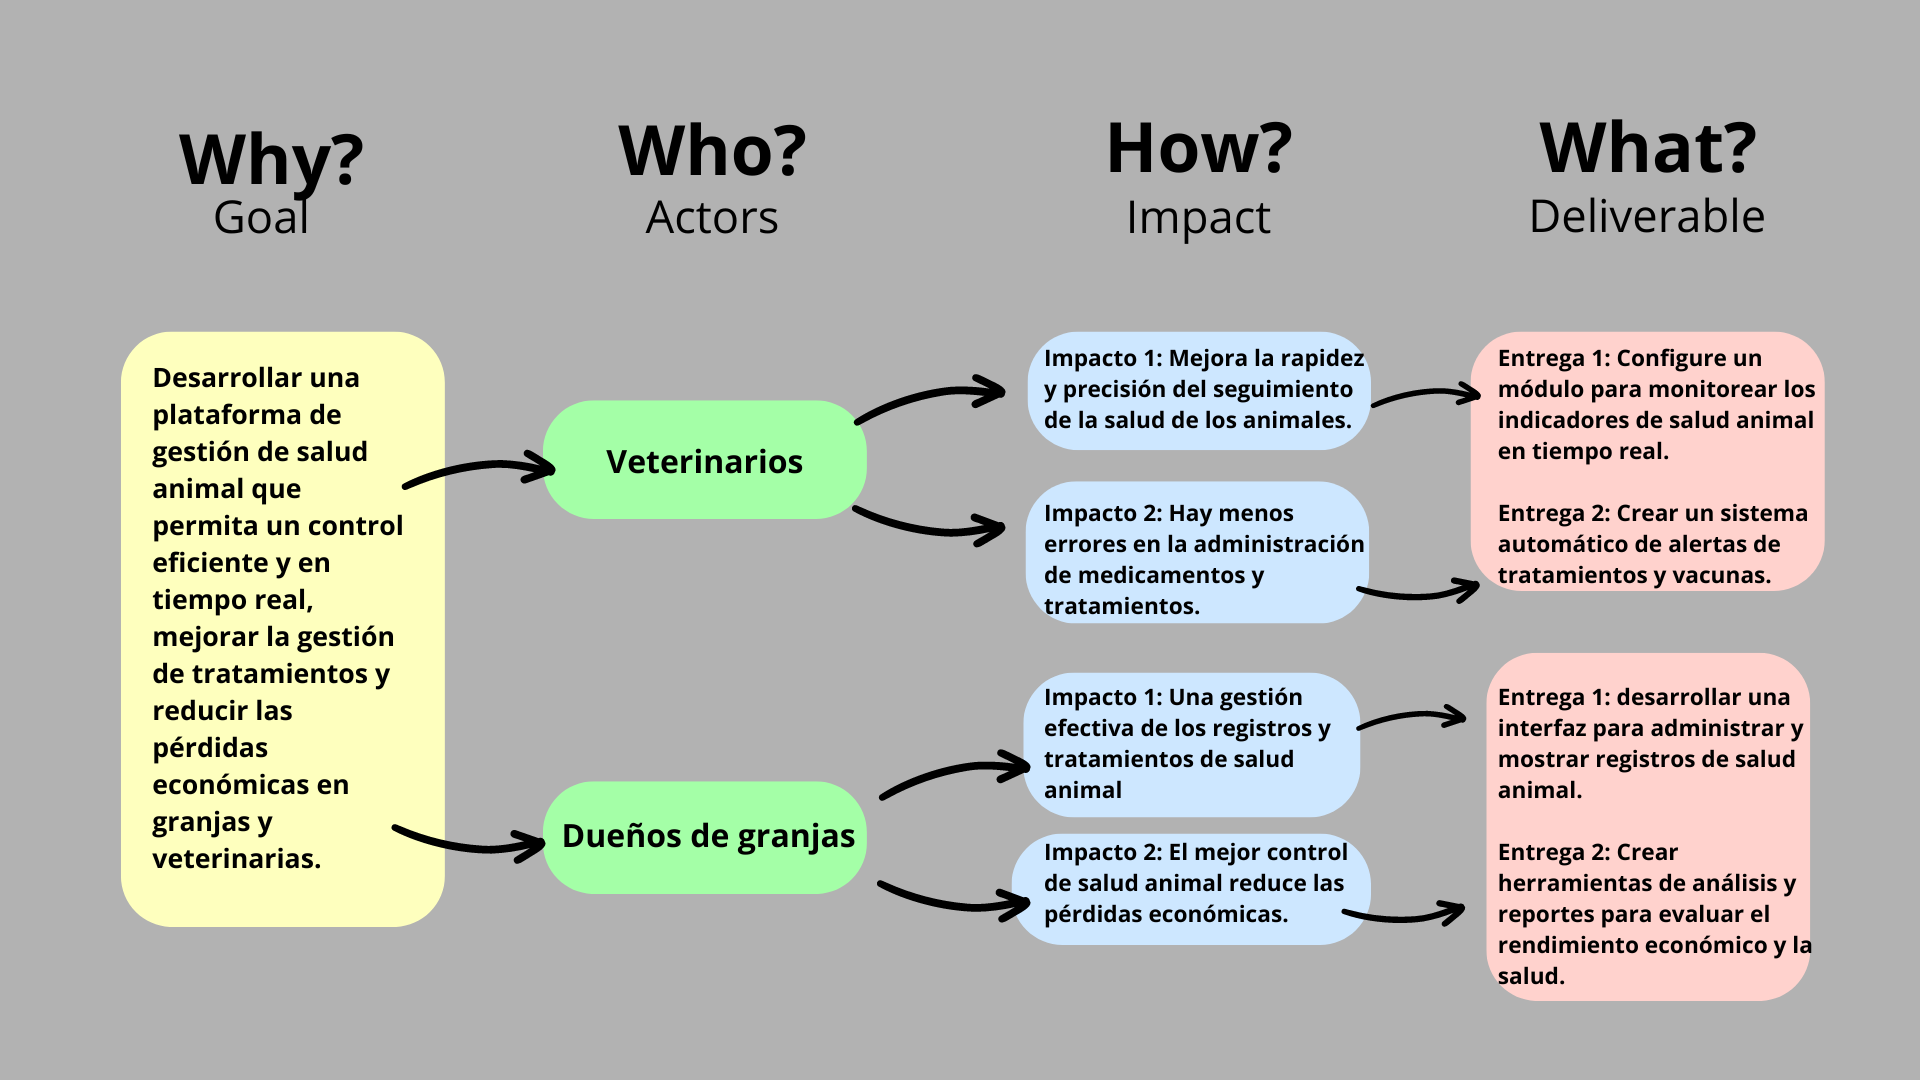 Why?
Goal
Who?
Actors
How?
Impact
What?
Deliverable
Desarrollar una
plataforma de
gestión de salud
animal que
permita un control
eficiente y en
tiempo real,
mejorar la gestión
de tratamientos y
reducir las
pérdidas
económicas en
granjas y
veterinarias.
Veterinarios
Dueños de granjas
Impacto 1: Mejora la rapidez
y precisión del seguimiento
de la salud de los animales.
Impacto 2: Hay menos
errores en la administración
de medicamentos y
tratamientos.
Impacto 1: Una gestión
efectiva de los registros y
tratamientos de salud
animal
Impacto 2: El mejor control
de salud animal reduce las
pérdidas económicas.
Entrega 1: Configure un
módulo para monitorear los
indicadores de salud animal
en tiempo real.
Entrega 2: Crear un sistema
automático de alertas de
tratamientos y vacunas.
Entrega 1: desarrollar una
interfaz para administrar y
mostrar registros de salud
animal.
Entrega 2: Crear
herramientas de análisis y
reportes para evaluar el
rendimiento económico y la
salud.